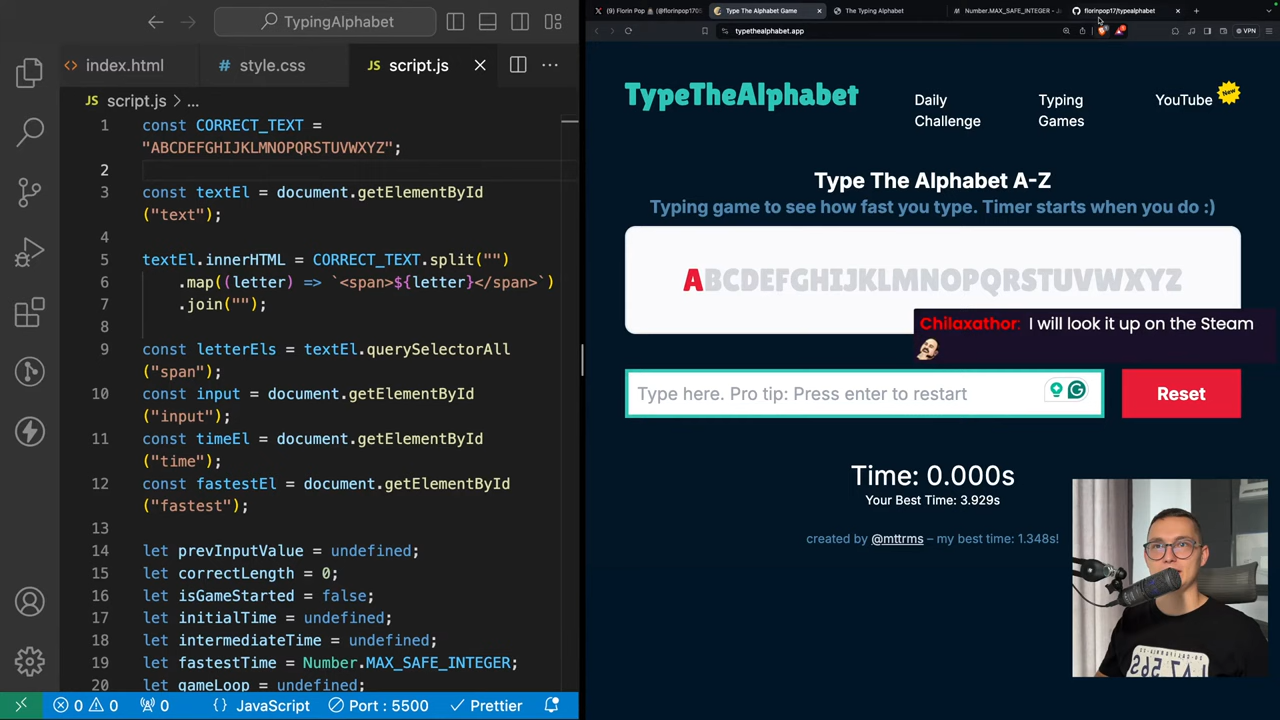 TypingAlphabet
index.html
style.css
script.js
script.js > ...
1 const CORRECT_TEXT =
"ABCDEFGHIJKLMNOPQRSTUVWXYZ";
2
3 const textEl = document.getElementById
("text");
4
5 textEl.innerHTML = CORRECT_TEXT.split("")
6 .map((letter) => `<span>${letter}</span>`)
7 .join("");
8
9 const letterEls = textEl.querySelectorAll
("span");
10 const input = document.getElementById
("input");
11 const timeEl = document.getElementById
("time");
12 const fastestEl = document.getElementById
("fastest");
13
14 let prevInputValue = undefined;
15 let correctLength = 0;
16 let isGameStarted = false;
17 let initialTime = undefined;
18 let intermediateTime = undefined;
19 let fastestTime = Number.MAX_SAFE_INTEGER;
20 let gameLoop = undefined;
0 0 0 {} JavaScript Port : 5500 Prettier
Type The Alphabet Game
The Typing Alphabet
Number.MAX_SAFE_INTEGER - J
florinpop17/typealphabet
typethealphabet.app
VPN
TypeTheAlphabet
Daily Challenge
Typing Games
YouTube
New
Type The Alphabet A-Z
Typing game to see how fast you type. Timer starts when you do :)
ABCDEFGHIJKLMNOPQRSTUVWXYZ
Chilaxathor: I will look it up on the Steam
Type here. Pro tip: Press enter to restart
Reset
Time: 0.000s
Your Best Time: 3.929s
created by @mttrms – my best time: 1.348s!